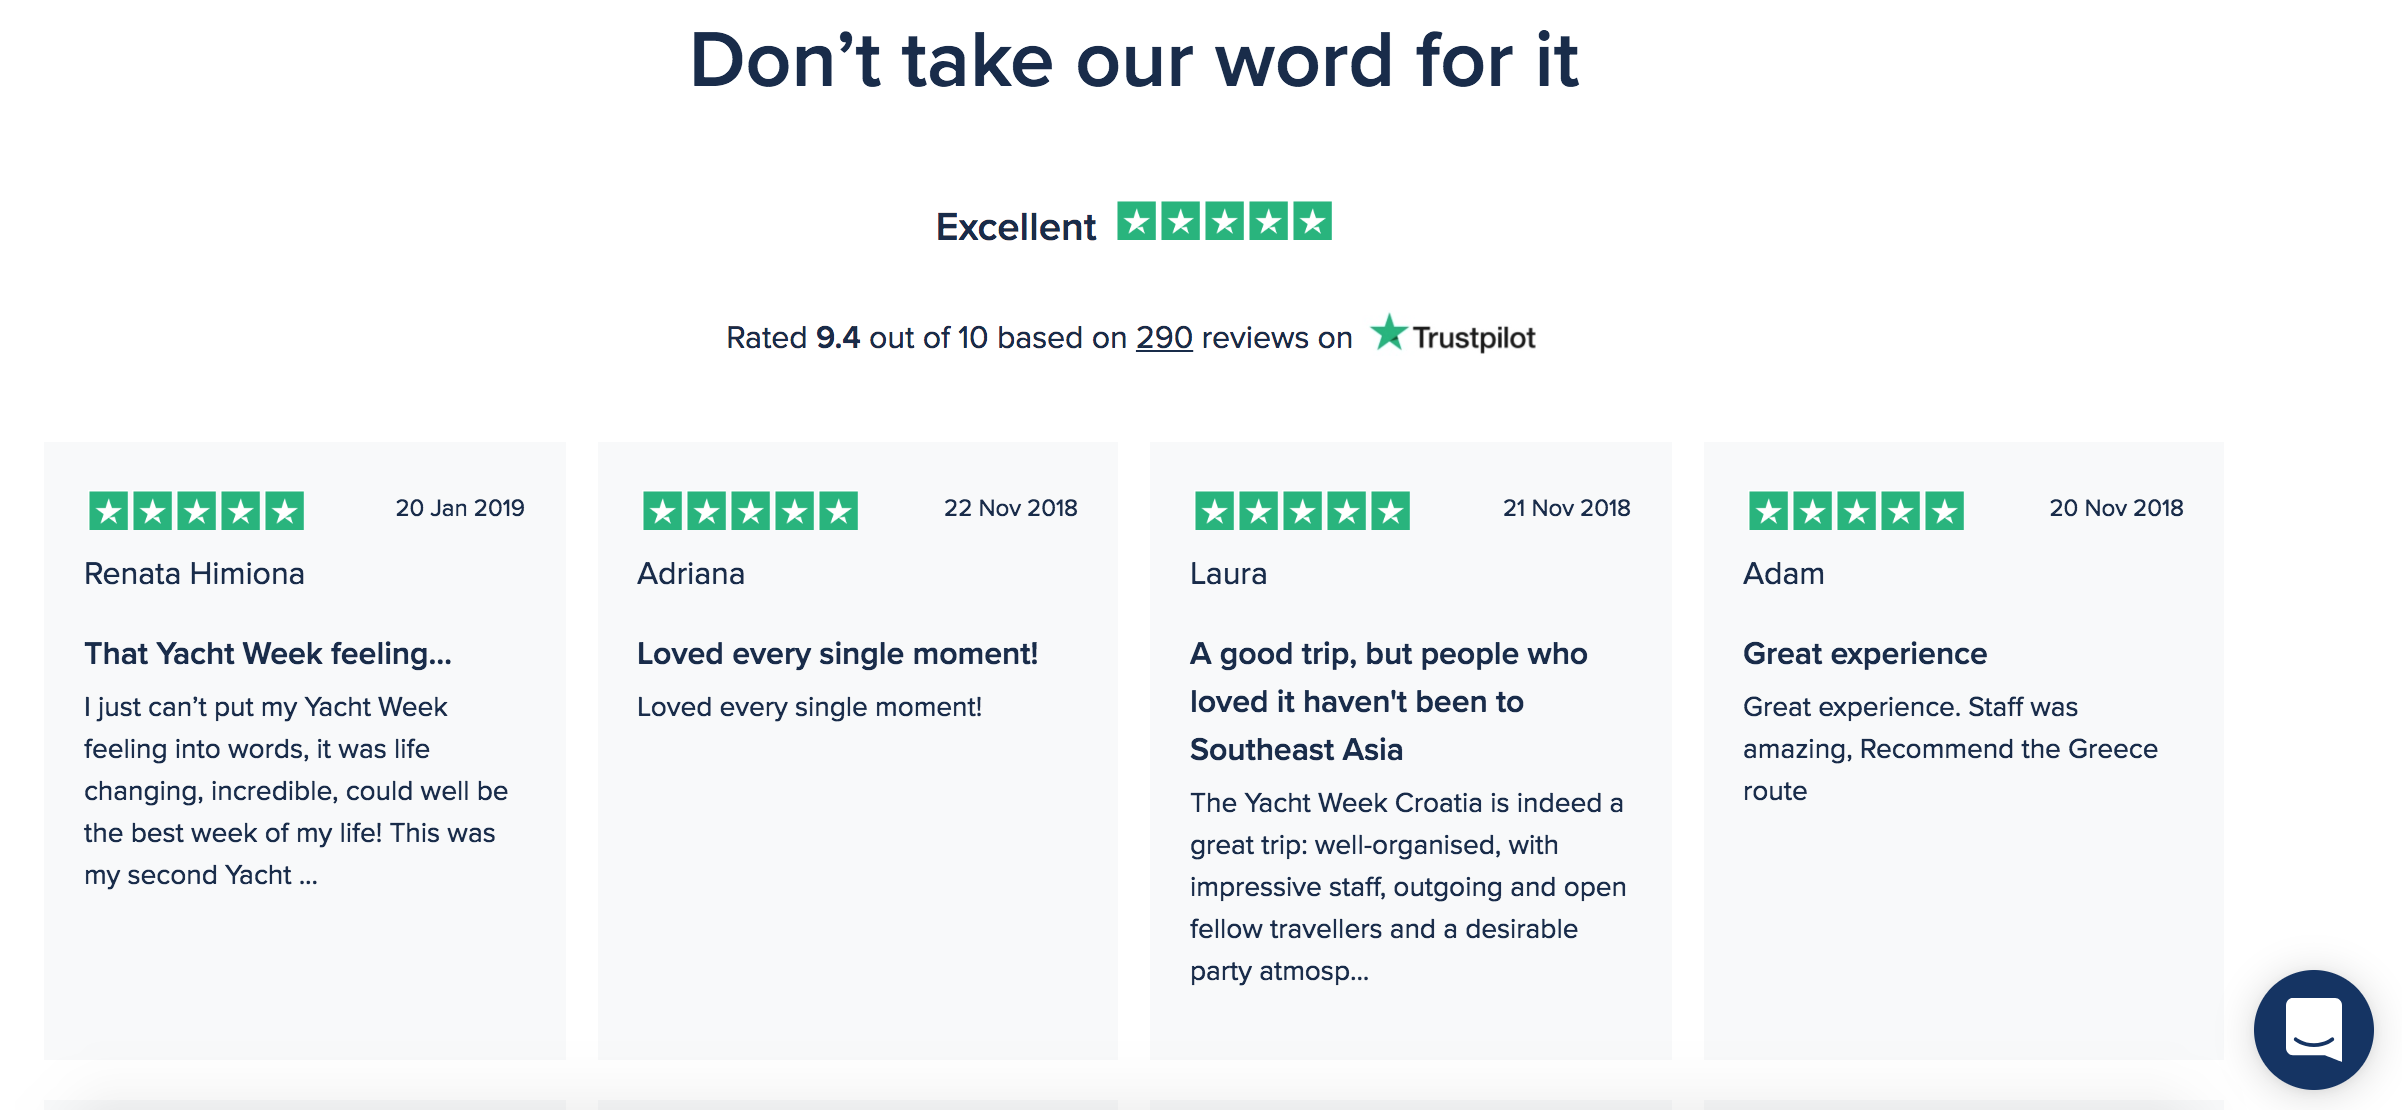 Don’t take our word for it
Excellent
Rated 9.4 out of 10 based on 290 reviews on Trustpilot
20 Jan 2019
Renata Himiona
That Yacht Week feeling...
I just can’t put my Yacht Week
feeling into words, it was life
changing, incredible, could well be
the best week of my life! This was
my second Yacht ...
22 Nov 2018
Adriana
Loved every single moment!
Loved every single moment!
21 Nov 2018
Laura
A good trip, but people who
loved it haven't been to
Southeast Asia
The Yacht Week Croatia is indeed a
great trip: well-organised, with
impressive staff, outgoing and open
fellow travellers and a desirable
party atmosp...
20 Nov 2018
Adam
Great experience
Great experience. Staff was
amazing, Recommend the Greece
route